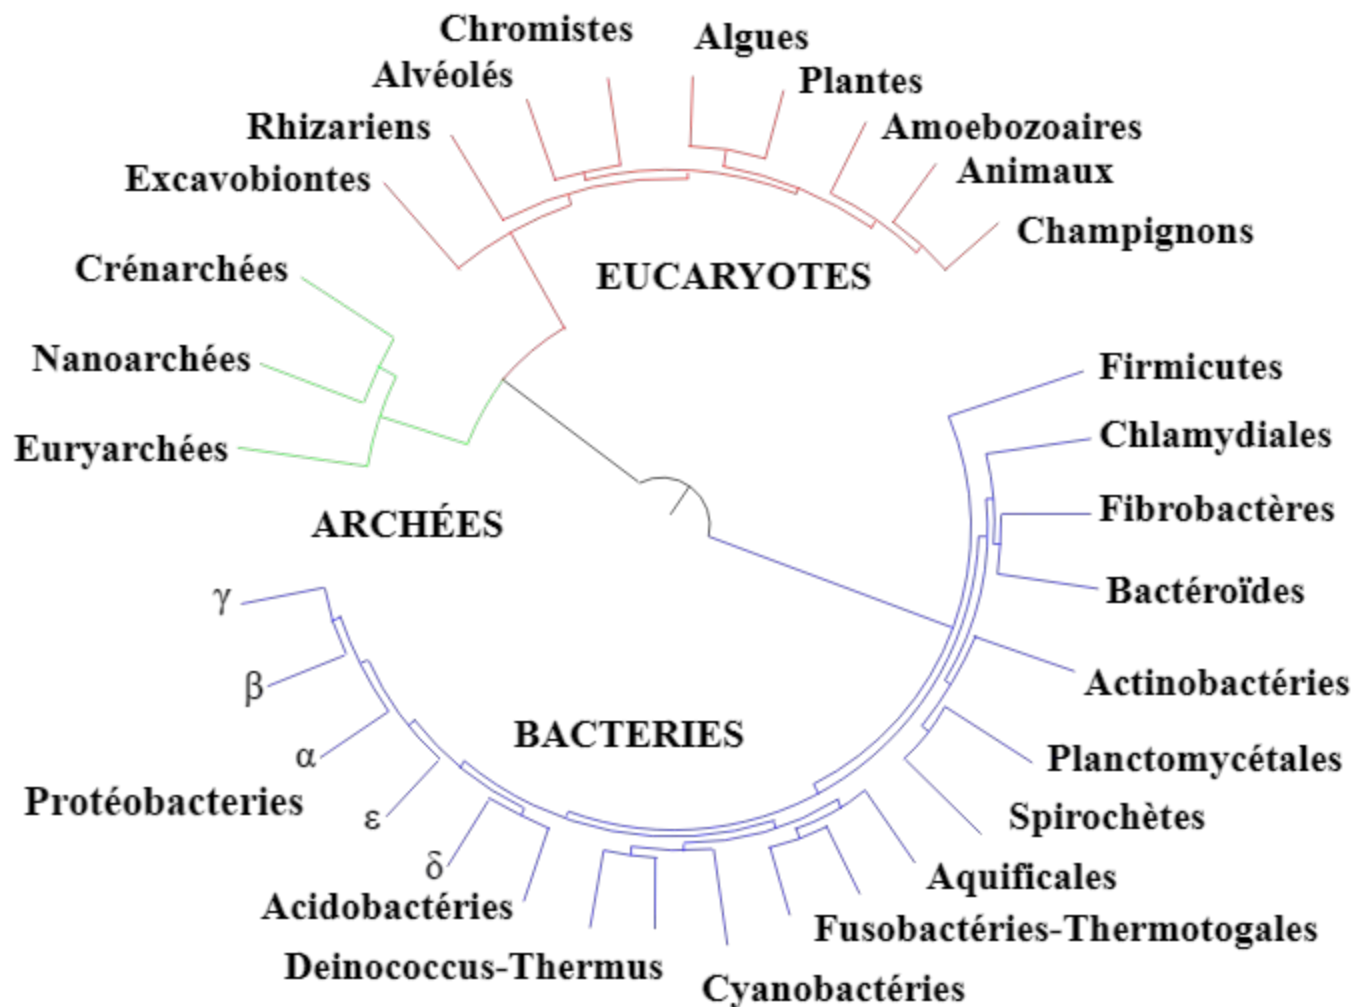 Chromistes
Algues
Alvéolés
Plantes
Rhizariens
Amoebozoaires
Excavobiontes
Animaux
Champignons
Crénarchées
EUCARYOTES
Nanoarchées
Firmicutes
Euryarchées
Chlamydiales
ARCHÉES
Fibrobactères
Bactéroïdes
γ
β
Actinobactéries
BACTERIES
α
Planctomycétales
Protéobacteries
ε
Spirochètes
δ
Aquificales
Acidobactéries
Fusobactéries-Thermotogales
Deinococcus-Thermus
Cyanobactéries